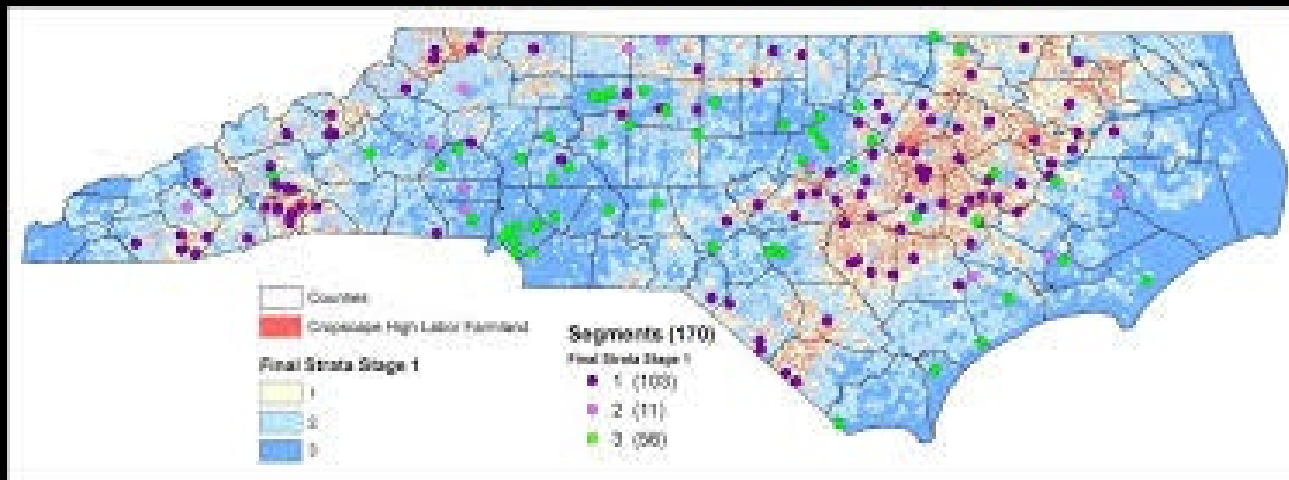 Counties
Cropscape High Labor Farmland
Final Strata Stage 1
1
2
3
Segments (170)
Final Strata Stage 1
1 (103)
2 (11)
3 (56)